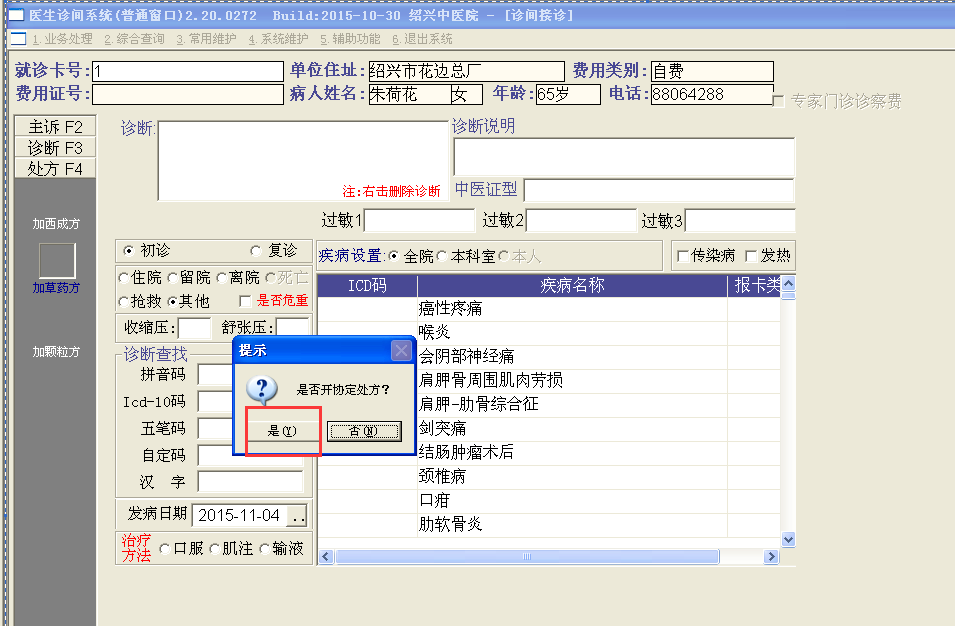 医生诊间系统(普通窗口)2.20.0272 Build:2015-10-30 绍兴中医院 - [诊间接诊]
1.业务处理 2.综合查询 3.常用维护 4.系统维护 5.辅助功能 6.退出系统
就诊卡号:1 单位住址:绍兴市花边总厂 费用类别:自费
费用证号: 病人姓名:朱荷花 女 年龄:65岁 电话:88064288 专家门诊诊察费
主诉 F2
诊断 F3
处方 F4
加西成方
加草药方
加颗粒方
诊断:
注:右击删除诊断
诊断说明
中医证型
过敏1 过敏2 过敏3
初诊 复诊
疾病设置: 全院 本科室 本人 传染病 发热
住院 留院 离院 死亡
抢救 其他 是否危重
收缩压: 舒张压:
诊断查找
拼音码
Icd-10码
五笔码
自定码
汉 字
发病日期 2015-11-04 ..
治疗方法 口服 肌注 输液
ICD码 疾病名称 报卡类
癌性疼痛
喉炎
会阴部神经痛
肩胛骨周围肌肉劳损
肩胛-肋骨综合征
剑突痛
结肠肿瘤术后
颈椎病
口疳
肋软骨炎
提示
是否开协定处方?
是(Y) 否(N)